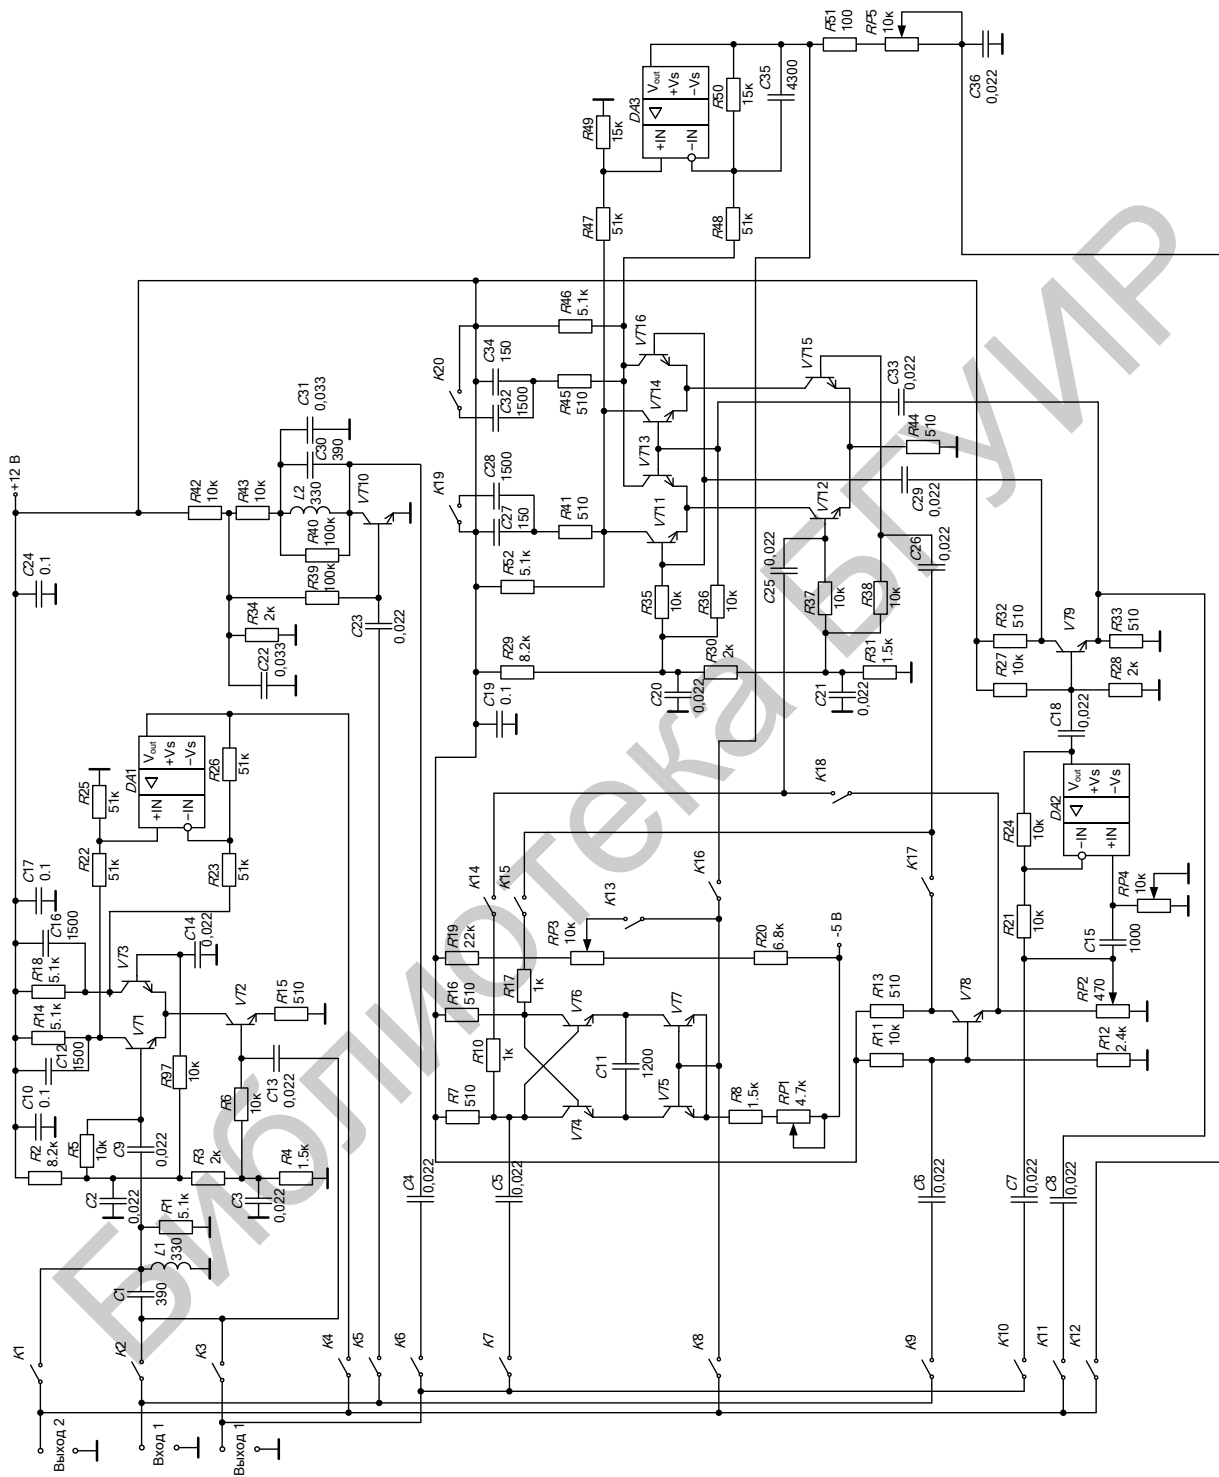 +12 В
R2
8.2к
C10
0.1
C12
1500
R14
5.1к
R18
5.1к
C16
1500
C17
0.1
C24
0.1
R42
10к
R43
10к
L2
330
C30
390
C31
0,033
R40
100к
R39
100к
R34
2к
C22
0,033
VT10
C23
0,022
R5
10к
C9
0,022
R97
10к
VT1
VT3
C14
0,022
R22
51к
R25
51к
R23
51к
R26
51к
DA1
+IN
-IN
Vout
+Vs
-Vs
C2
0,022
R3
2к
C3
0,022
R4
1.5к
R6
10к
C13
0,022
VT2
R15
510
C1
390
L1
330
R1
5.1к
K1
K2
K3
K4
K5
K6
K7
K8
K9
K10
K11
K12
Выход 2
Вход 1
Выход 1
C4
0,022
C5
0,022
C6
0,022
C7
0,022
C8
0,022
R7
510
R10
1к
R16
510
R17
1к
R19
22к
RP3
10к
R20
6.8к
-5 В
K13
K14
K15
K16
K17
K18
VT4
VT6
C11
1200
VT5
VT7
R8
1.5к
RP1
4.7к
R11
10к
R13
510
VT8
R12
2.4к
RP2
470
C15
1000
R21
10к
R24
10к
RP4
10к
DA2
-IN
+IN
Vout
+Vs
-Vs
C18
0,022
R27
10к
R32
510
VT9
R28
2к
R33
510
C19
0.1
R29
8.2к
C20
0,022
R30
2к
C21
0,022
R31
1.5к
R35
10к
R36
10к
R37
10к
R38
10к
C25
0,022
C26
0,022
C29
0,022
C33
0,022
R44
510
VT12
VT15
VT11
VT13
VT14
VT16
R52
5.1к
K19
C27
150
C28
1500
R41
510
K20
C32
1500
C34
150
R45
510
R46
5.1к
R47
51к
R48
51к
R49
15к
DA3
+IN
-IN
Vout
+Vs
-Vs
R50
15к
C35
4300
R51
100
RP5
10к
C36
0,022
Библиотека БГУИР